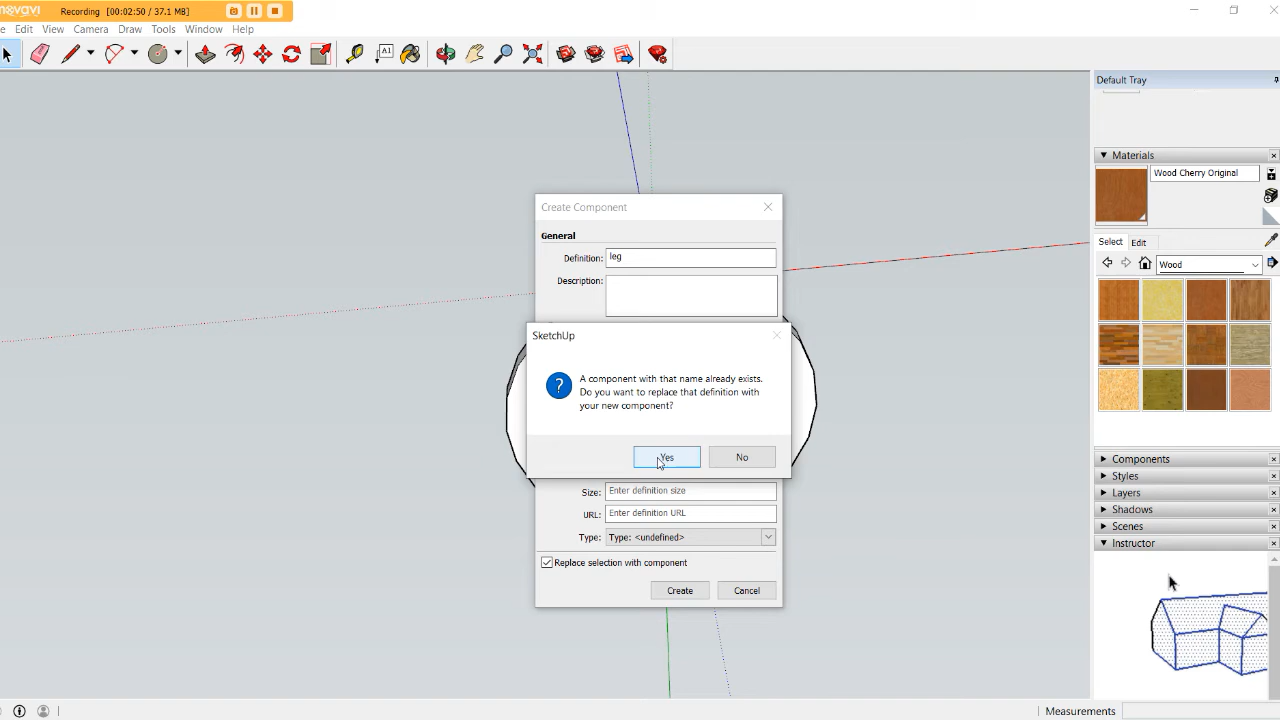 Recording [00:02:50 / 37.1 MB]
Edit View Camera Draw Tools Window Help
A1
Default Tray
Materials
Wood Cherry Original
Select Edit
Wood
Components
Styles
Layers
Shadows
Scenes
Instructor
Create Component
General
Definition: leg
Description:
SketchUp
A component with that name already exists.
Do you want to replace that definition with
your new component?
Yes No
Size: Enter definition size
URL: Enter definition URL
Type: Type: <undefined>
Replace selection with component
Create Cancel
Measurements